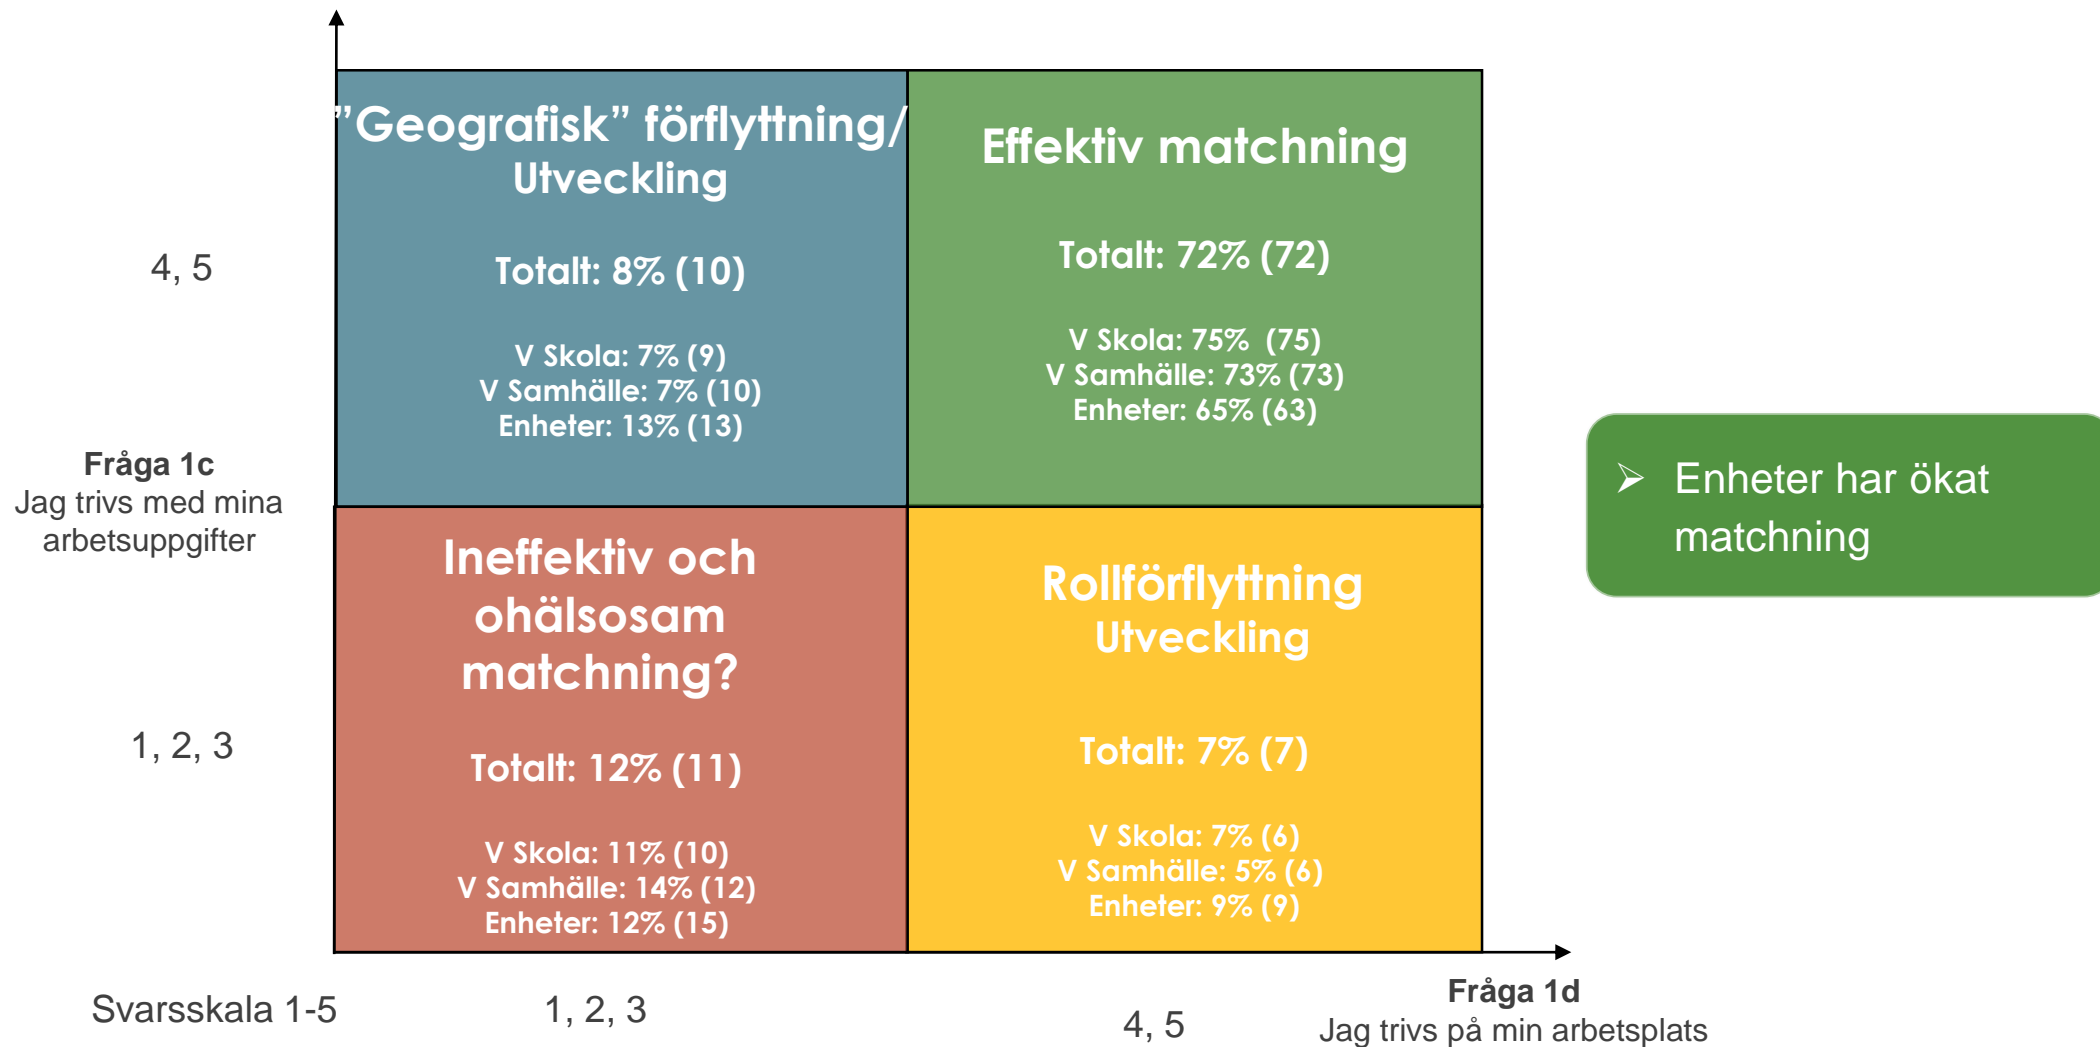 ”Geografisk” förflyttning/
Utveckling
Totalt: 8% (10)
V Skola: 7% (9)
V Samhälle: 7% (10)
Enheter: 13% (13)
Effektiv matchning
Totalt: 72% (72)
V Skola: 75%  (75)
V Samhälle: 73% (73)
Enheter: 65% (63)
4, 5
Fråga 1c
Jag trivs med mina
arbetsuppgifter
➢ Enheter har ökat
matchning
Ineffektiv och
ohälsosam
matchning?
Totalt: 12% (11)
V Skola: 11% (10)
V Samhälle: 14% (12)
Enheter: 12% (15)
Rollförflyttning
Utveckling
Totalt: 7% (7)
V Skola: 7% (6)
V Samhälle: 5% (6)
Enheter: 9% (9)
1, 2, 3
Svarsskala 1-5
1, 2, 3
4, 5
Fråga 1d
Jag trivs på min arbetsplats